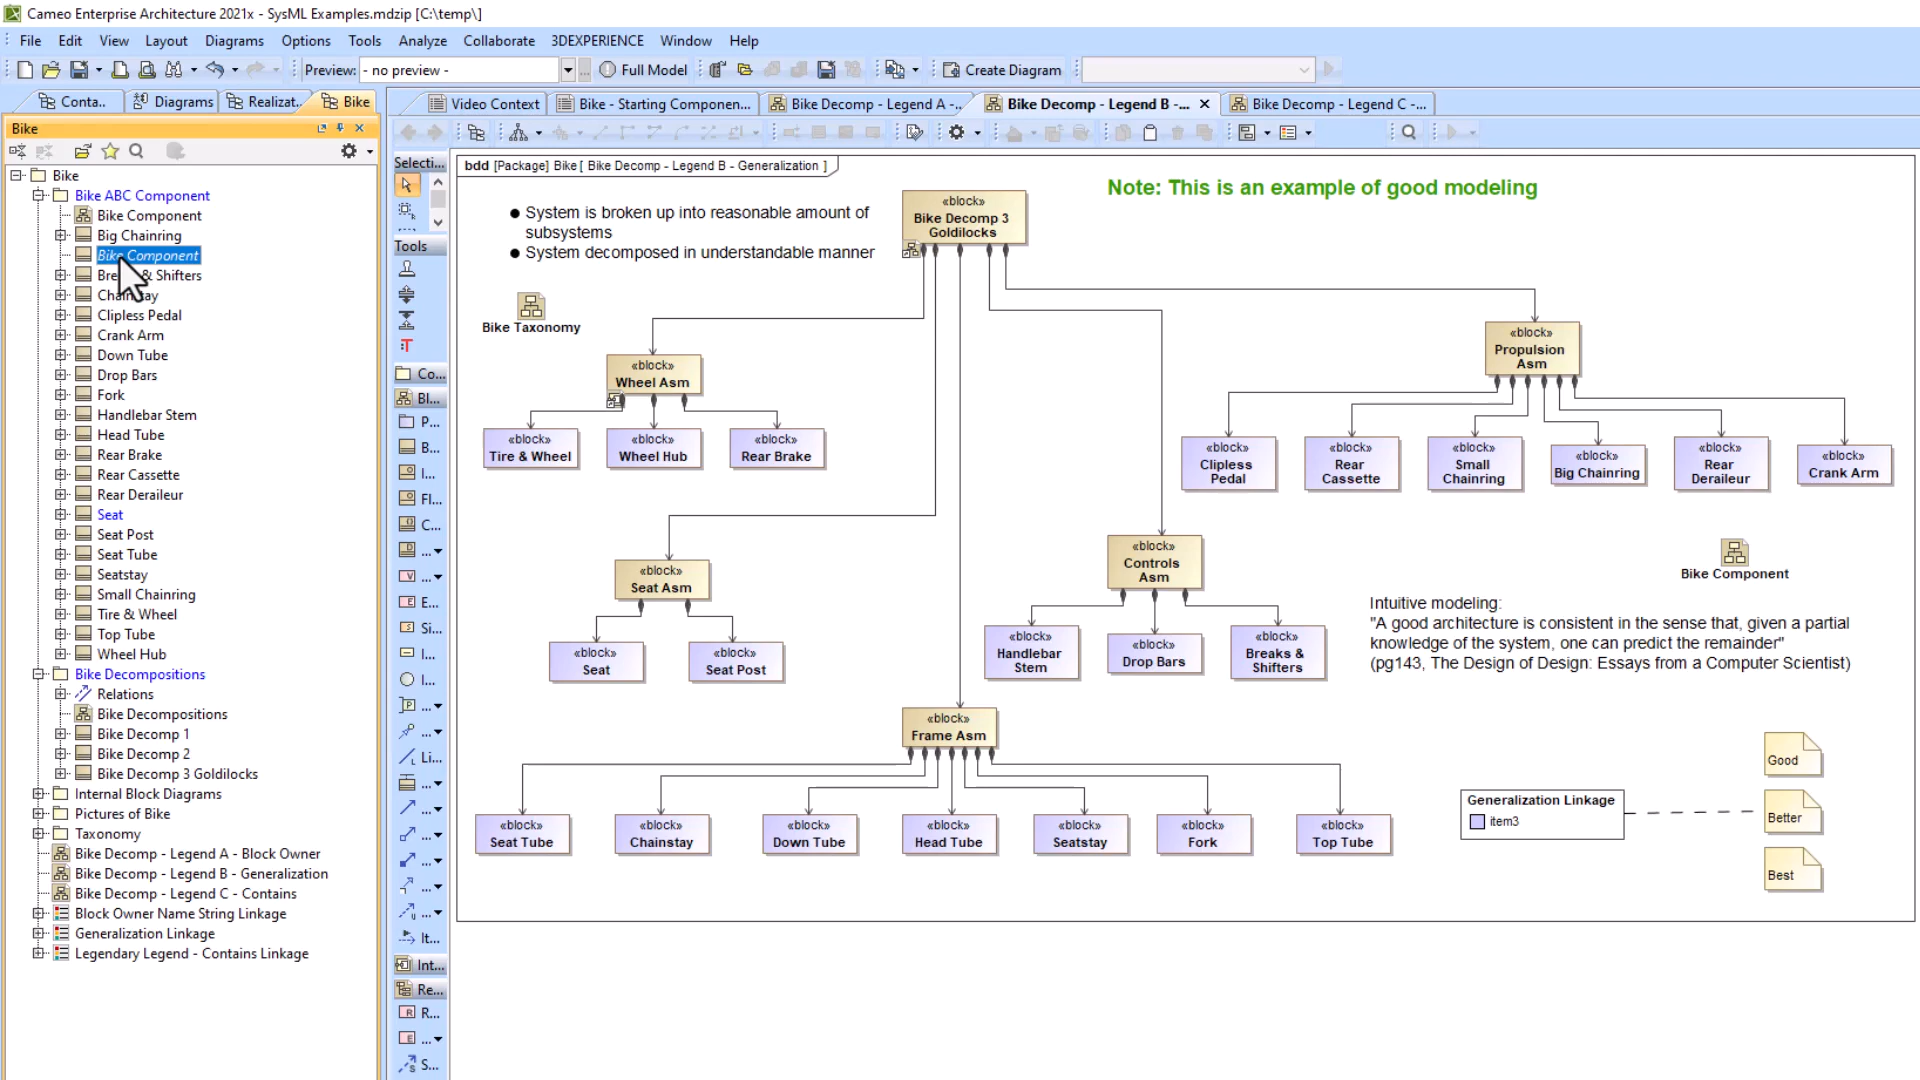 Cameo Enterprise Architecture 2021x - SysML Examples.mdzip [C:\temp\]
File Edit View Layout Diagrams Options Tools Analyze Collaborate 3DEXPERIENCE Window Help
Preview: - no preview - ... Full Model Create Diagram
Conta.. Diagrams Realizat.. Bike
Video Context Bike - Starting Componen... Bike Decomp - Legend A -... Bike Decomp - Legend B -... Bike Decomp - Legend C -...
Bike
Bike
Bike ABC Component
Bike Component
Big Chainring
Bike Component
& Shifters
Clipless Pedal
Crank Arm
Down Tube
Drop Bars
Fork
Handlebar Stem
Head Tube
Rear Brake
Rear Cassette
Rear Deraileur
Seat
Seat Post
Seat Tube
Seatstay
Small Chainring
Tire & Wheel
Top Tube
Wheel Hub
Bike Decompositions
Relations
Bike Decompositions
Bike Decomp 1
Bike Decomp 2
Bike Decomp 3 Goldilocks
Internal Block Diagrams
Pictures of Bike
Taxonomy
Bike Decomp - Legend A - Block Owner
Bike Decomp - Legend B - Generalization
Bike Decomp - Legend C - Contains
Block Owner Name String Linkage
Generalization Linkage
Legendary Legend - Contains Linkage
Selecti...
Tools
Co...
Bl...
P...
B...
I...
Fl...
C...
...
...
E...
Si...
I...
I...
...
...
Li...
...
...
...
...
...
...
It...
Int...
Re...
R...
...
S...
bdd [Package] Bike [ Bike Decomp - Legend B - Generalization ]
Note: This is an example of good modeling
● System is broken up into reasonable amount of
subsystems
● System decomposed in understandable manner
«block»
Bike Decomp 3
Goldilocks
Bike Taxonomy
«block»
Wheel Asm
«block»
Tire & Wheel
«block»
Wheel Hub
«block»
Rear Brake
«block»
Propulsion
Asm
«block»
Clipless
Pedal
«block»
Rear
Cassette
«block»
Small
Chainring
«block»
Big Chainring
«block»
Rear
Deraileur
«block»
Crank Arm
«block»
Seat Asm
«block»
Seat
«block»
Seat Post
«block»
Controls
Asm
«block»
Handlebar
Stem
«block»
Drop Bars
«block»
Breaks &
Shifters
Bike Component
Intuitive modeling:
"A good architecture is consistent in the sense that, given a partial
knowledge of the system, one can predict the remainder"
(pg143, The Design of Design: Essays from a Computer Scientist)
«block»
Frame Asm
«block»
Seat Tube
«block»
Chainstay
«block»
Down Tube
«block»
Head Tube
«block»
Seatstay
«block»
Fork
«block»
Top Tube
Generalization Linkage
item3
Good
Better
Best